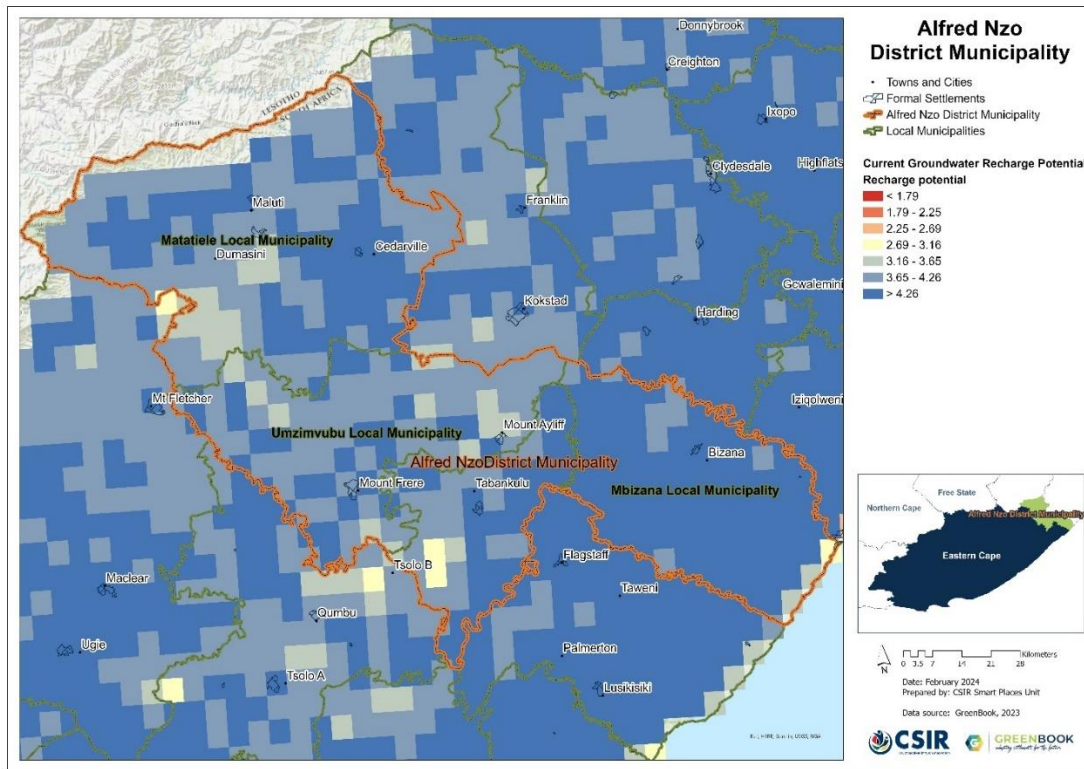 Alfred Nzo
District Municipality
Towns and Cities
Formal Settlements
Alfred Nzo District Municipality
Local Municipalities
Current Groundwater Recharge Potential
Recharge potential
< 1.79
1.79 - 2.25
2.25 - 2.69
2.69 - 3.16
3.16 - 3.65
3.65 - 4.26
> 4.26
Donnybrook
Creighton
LESOTHO
SOUTH AFRICA
Ixopo
Clydesdale
Highflats
Maluti
Franklin
Matatiele Local Municipality
Cedarville
Dumasini
Gcwalemini
Kokstad
Harding
Mt Fletcher
Iziqolweni
Umzimvubu Local Municipality
Mount Ayliff
Bizana
Alfred NzoDistrict Municipality
Mount Frere
Tabankulu
Mbizana Local Municipality
Flagstaff
Tsolo B
Maclear
Taweni
Qumbu
Ugie
Palmerton
Tsolo A
Lusikisiki
Free State
Northern Cape
Alfred Nzo District Municipality
Eastern Cape
N
Kilometers
0 3.5 7 14 21 28
Date: February 2024
Prepared by: CSIR Smart Places Unit
Data source: GreenBook, 2023
CSIR
GREENBOOK